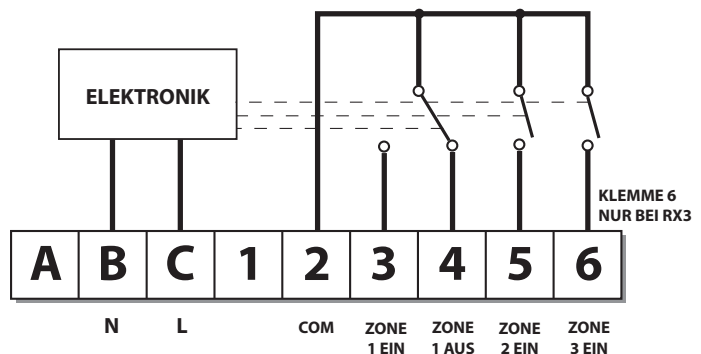 ELEKTRONIK
KLEMME 6
NUR BEI RX3
A B C 1 2 3 4 5 6
N L COM ZONE ZONE ZONE ZONE
1 EIN 1 AUS 2 EIN 3 EIN